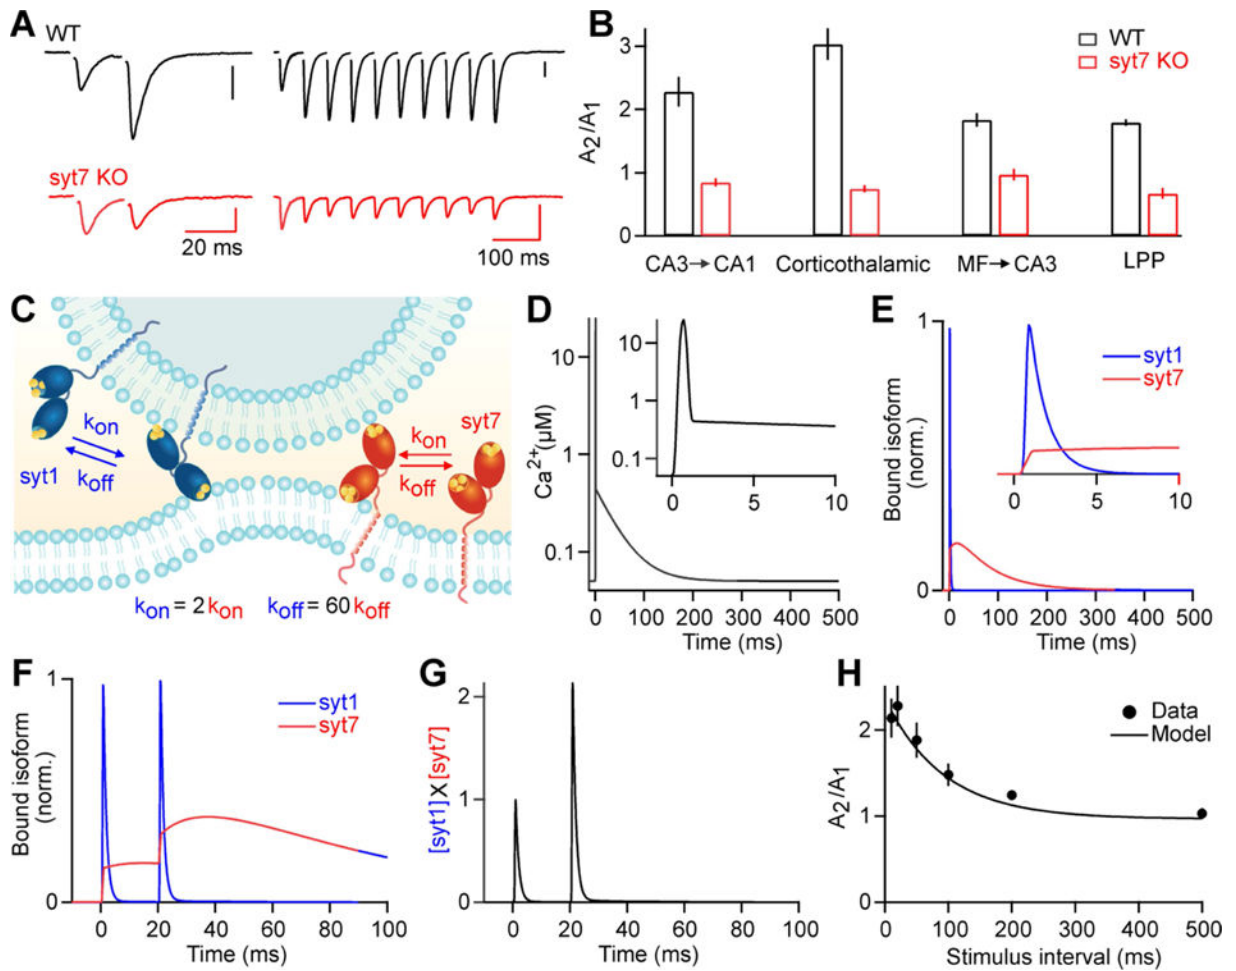 A
WT
syt7 KO
20 ms
100 ms
B
A2/A1
3
2
1
0
WT
syt7 KO
CA3→CA1
Corticothalamic
MF→CA3
LPP
C
syt1
kon
koff
syt7
kon
koff
kon = 2kon
koff = 60koff
D
Ca2+(μM)
10
1
0.1
0 100 200 300 400 500
Time (ms)
10
1
0.1
0 5 10
E
Bound isoform
(norm.)
1
0
syt1
syt7
0 5 10
0 100 200 300 400 500
Time (ms)
F
Bound isoform
(norm.)
1
0
syt1
syt7
0 20 40 60 80 100
Time (ms)
G
[syt1] X [syt7]
2
1
0
0 20 40 60 80 100
Time (ms)
H
A2/A1
2
1
0
Data
Model
0 100 200 300 400 500
Stimulus interval (ms)